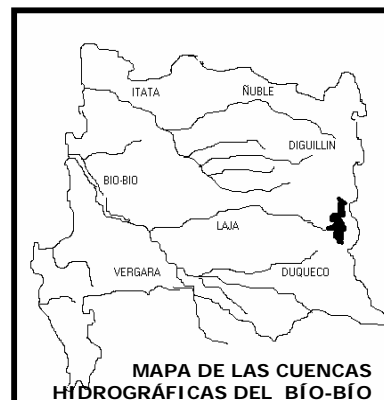 ITATA
ÑUBLE
DIGUILLIN
BIO-BIO
LAJA
VERGARA
DUQUECO
MAPA DE LAS CUENCAS
HIDROGRÁFICAS DEL BÍO-BÍO